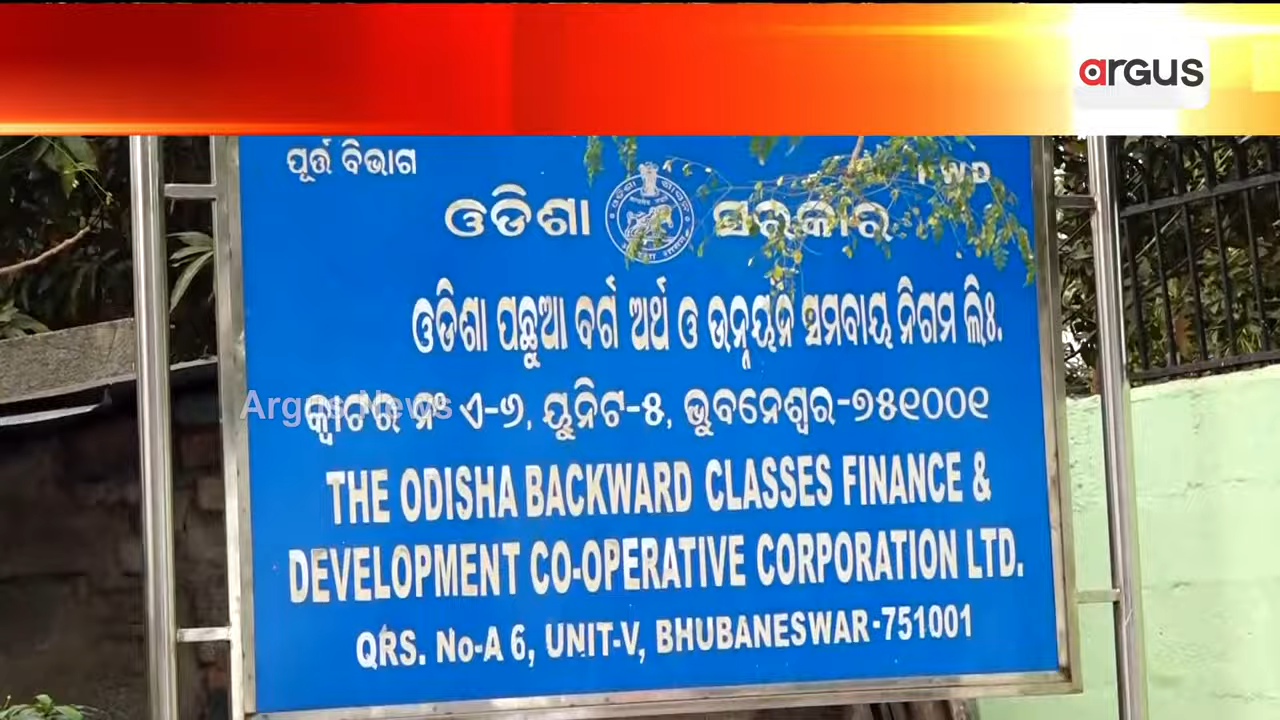 argus
ପୂର୍ତ୍ତ ବିଭାଗ
ଓଡିଶା ସରକାର
ଓଡିଶା ପଛୁଆ ବର୍ଗ ଅର୍ଥ ଓ ଉନ୍ନୟନ ସମବାୟ ନିଗମ ଲିଃ.
Argus News
କ୍ୱାଟର ନଂ ଏ-୬, ୟୁନିଟ-୫, ଭୁବନେଶ୍ୱର-୭୫୧୦୦୧
THE ODISHA BACKWARD CLASSES FINANCE &
DEVELOPMENT CO-OPERATIVE CORPORATION LTD.
QRS. No-A 6, UNIT-V, BHUBANESWAR-751001